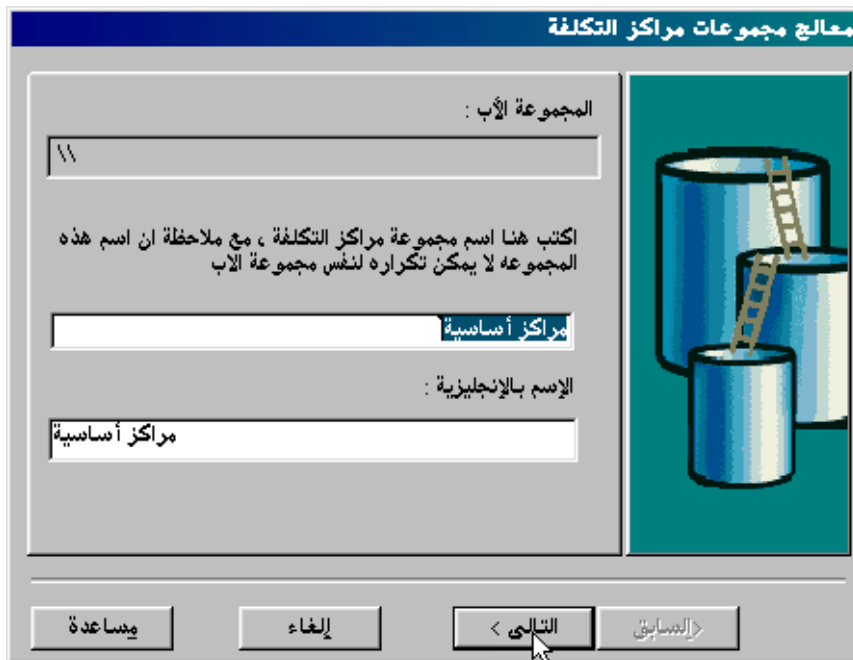 معالج مجموعات مراكز التكلفة
المجموعة الأب :
\\
اكتب هنا اسم مجموعة مراكز التكلفة ، مع ملاحظة ان اسم هذه
المجموعه لا يمكن تكراره لنفس مجموعة الاب
مراكز أساسية
الإسم بالإنجليزية :
مراكز أساسية
<السابق
التالى >
إلغاء
مساعدة